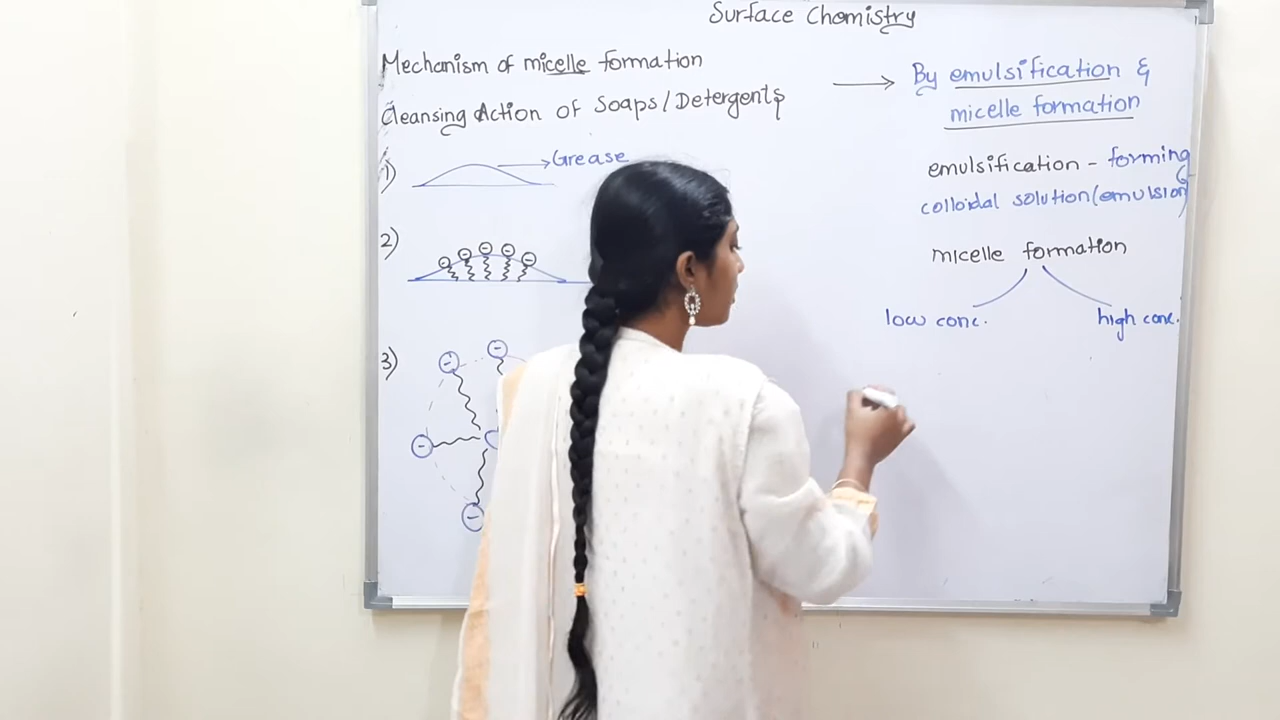 Surface Chemistry
Mechanism of micelle formation
Cleansing Action of Soaps/Detergents
→ By emulsification &
micelle formation
1) → Grease
2)
3)
emulsification - forming
colloidal solution (emulsion)
micelle formation
low conc. high conc.